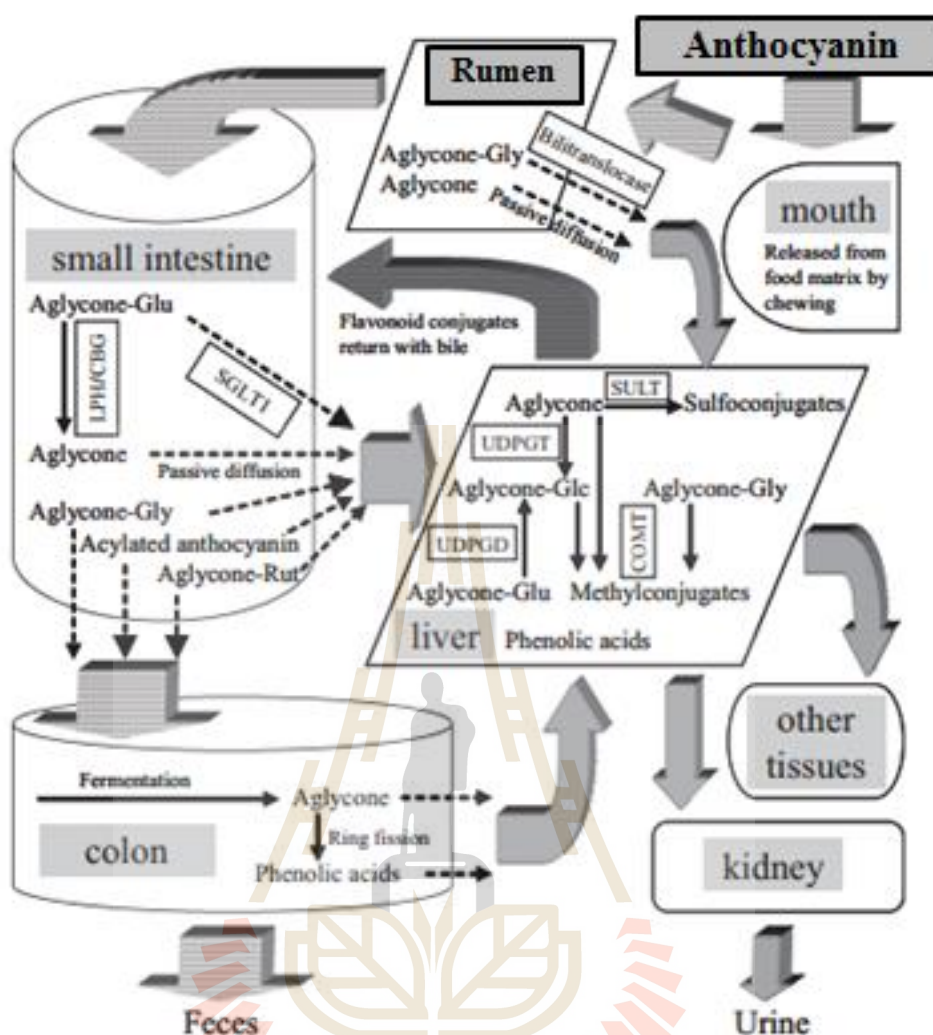 Anthocyanin
Rumen
Bilitranslocase
Aglycone-Gly
Aglycone
Passive diffusion
mouth
Released from
food matrix by
chewing
small intestine
Aglycone-Glu
LPH/CBG
SGLT1
Aglycone
Passive diffusion
Aglycone-Gly
Acylated anthocyanin
Aglycone-Rut
Flavonoid conjugates
return with bile
Aglycone
SULT
Sulfoconjugates
UDPGT
Aglycone-Glc
Aglycone-Gly
UDPGD
COMT
Aglycone-Glu
Methylconjugates
liver
Phenolic acids
other
tissues
Fermentation
Aglycone
Ring fission
colon
Phenolic acids
kidney
Feces
Urine